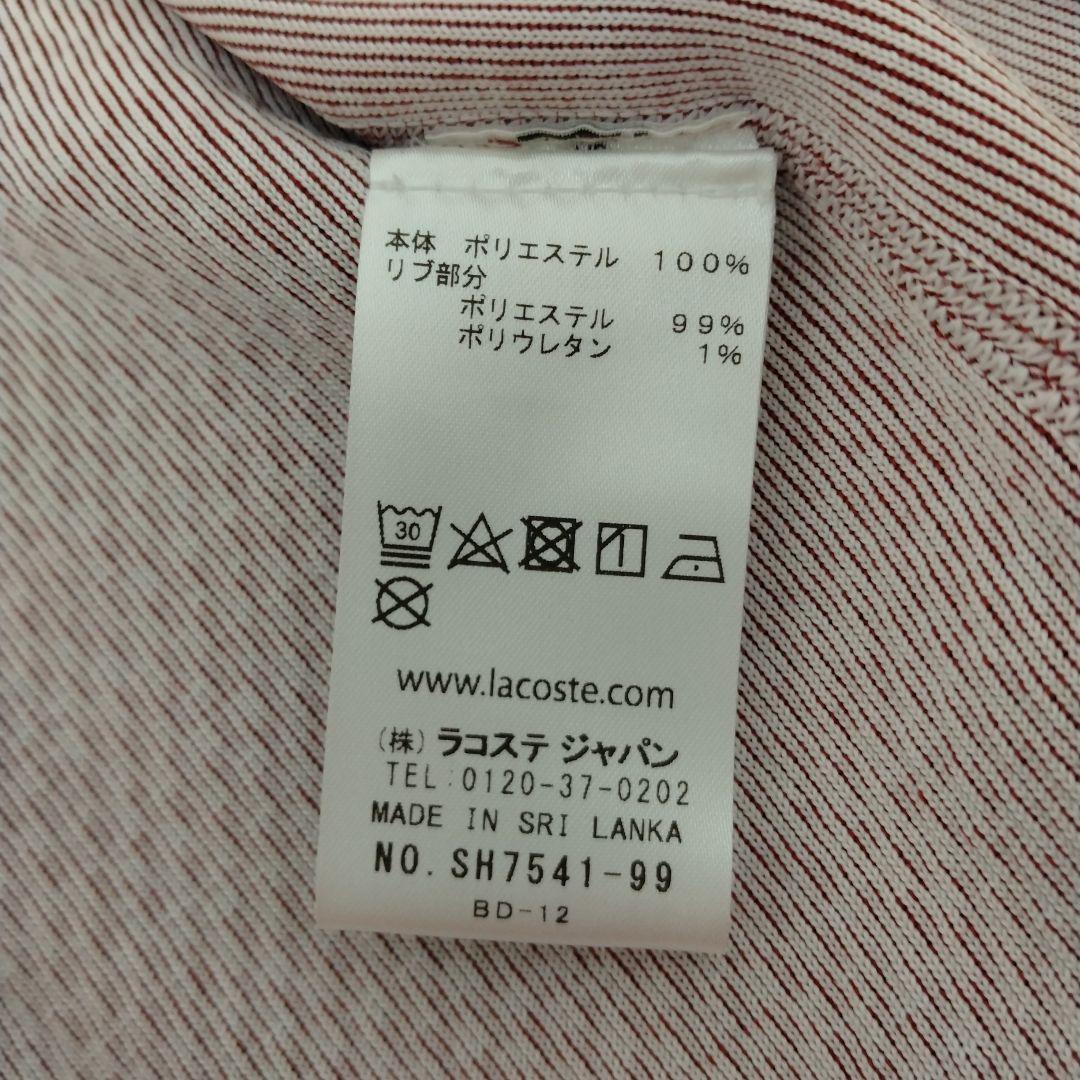 本体 ポリエステル 100%
リブ部分
ポリエステル 99%
ポリウレタン 1%
30
www.lacoste.com
(株) ラコステ ジャパン
TEL:0120-37-0202
MADE IN SRI LANKA
NO. SH7541-99
BD-12